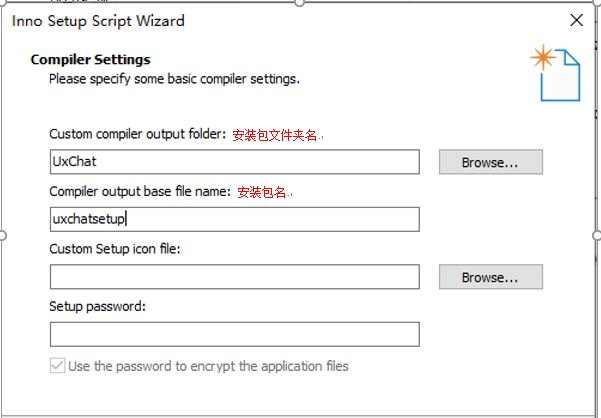 Inno Setup Script Wizard
Compiler Settings
Please specify some basic compiler settings.
Custom compiler output folder: 安装包文件夹名..
UxChat
Browse...
Compiler output base file name: 安装包名..
uxchatsetup
Custom Setup icon file:
Browse...
Setup password:
Use the password to encrypt the application files